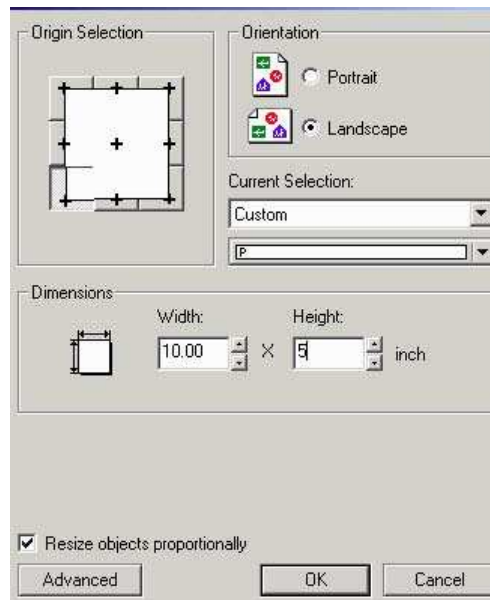 Origin Selection
Orientation
Portrait
Landscape
Current Selection:
Custom
P
Dimensions
Width:
Height:
10.00
X
5
inch
Resize objects proportionally
Advanced
OK
Cancel